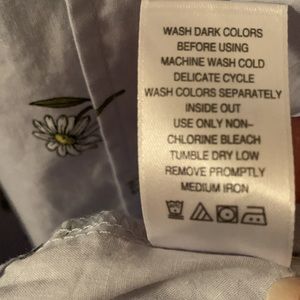 WASH DARK COLORS
BEFORE USING
MACHINE WASH COLD
DELICATE CYCLE
WASH COLORS SEPARATELY
INSIDE OUT
USE ONLY NON-
CHLORINE BLEACH
TUMBLE DRY LOW
REMOVE PROMPTLY
MEDIUM IRON